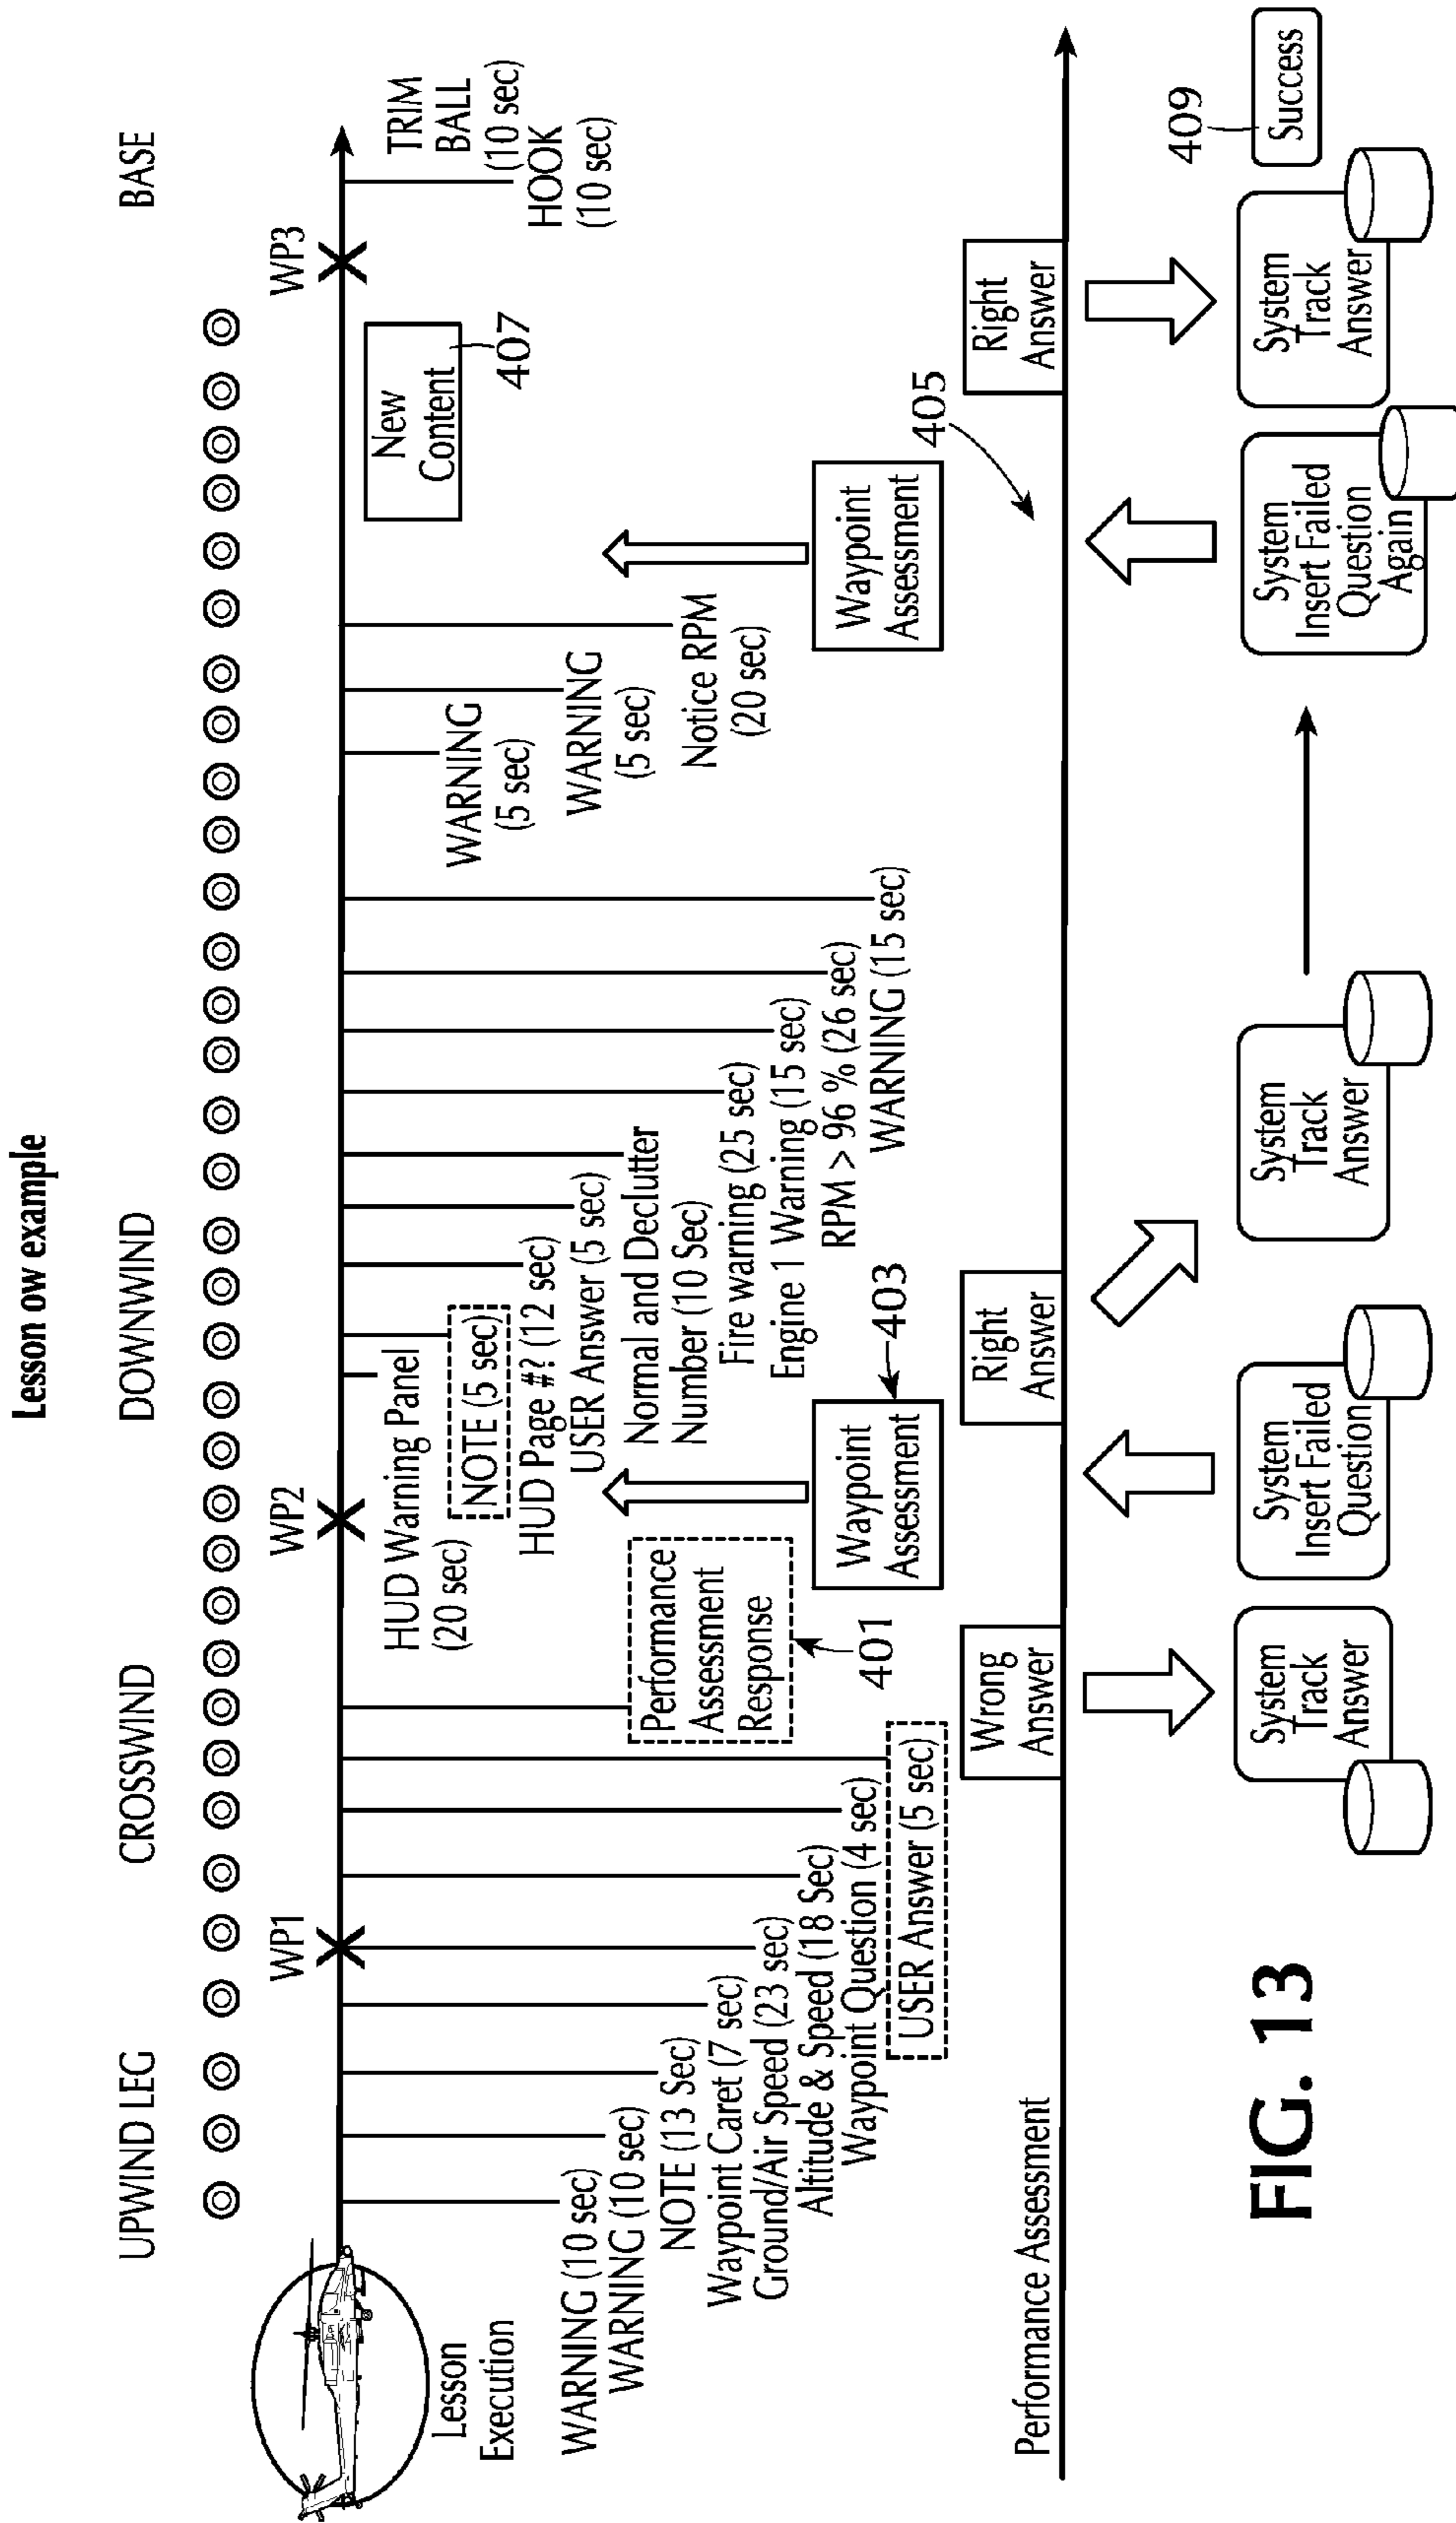 Lesson ow example
UPWIND LEG
CROSSWIND
DOWNWIND
BASE
WP1
WP2
WP3
Lesson
Execution
WARNING (10 sec)
WARNING (10 sec)
NOTE (13 Sec)
Waypoint Caret (7 sec)
Ground/Air Speed (23 sec)
Altitude & Speed (18 Sec)
Waypoint Question (4 sec)
USER Answer (5 sec)
Performance
Assessment
Response
401
HUD Warning Panel
(20 sec)
NOTE (5 sec)
HUD Page #? (12 sec)
USER Answer (5 sec)
Normal and Declutter
Number (10 Sec)
Fire warning (25 sec)
Engine 1 Warning (15 sec)
RPM > 96 % (26 sec)
WARNING (15 sec)
Waypoint
Assessment
403
WARNING
(5 sec)
WARNING
(5 sec)
Notice RPM
(20 sec)
Waypoint
Assessment
New
Content
407
TRIM
BALL
(10 sec)
HOOK
(10 sec)
405
Performance Assessment
Wrong
Answer
Right
Answer
Right
Answer
System
Track
Answer
System
Insert Failed
Question
System
Track
Answer
System
Insert Failed
Question
Again
System
Track
Answer
409
Success
FIG. 13